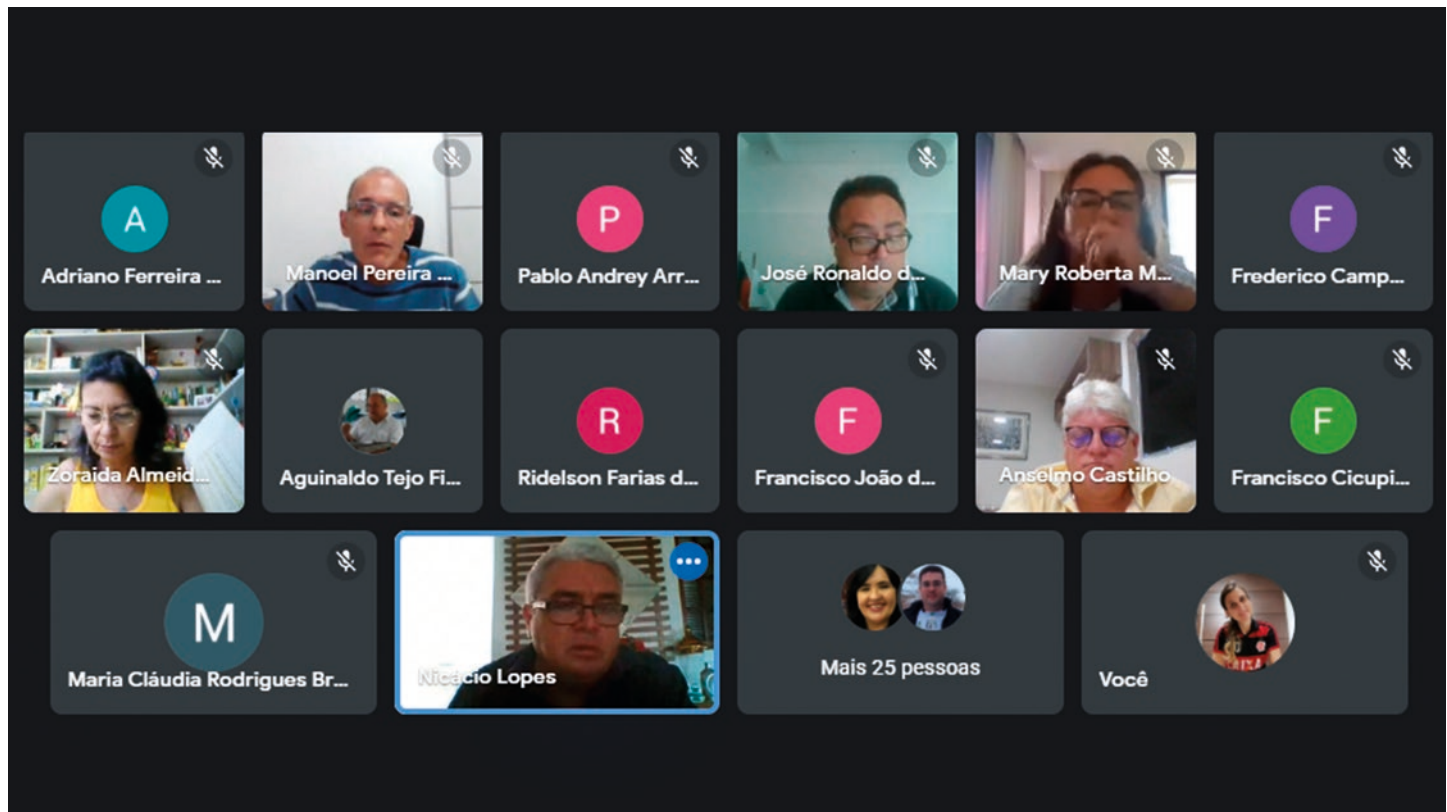 A
Adriano Ferreira ...
Manoel Pereira ...
P
Pablo Andrey Arr...
José Ronaldo d...
Mary Roberta M...
F
Frederico Camp...
Zoraida Almeid...
Aguinaldo Tejo Fi...
R
Ridelson Farias d...
F
Francisco João d...
Anselmo Castilho
F
Francisco Cicupi...
M
Maria Cláudia Rodrigues Br...
Nicácio Lopes
Mais 25 pessoas
Você